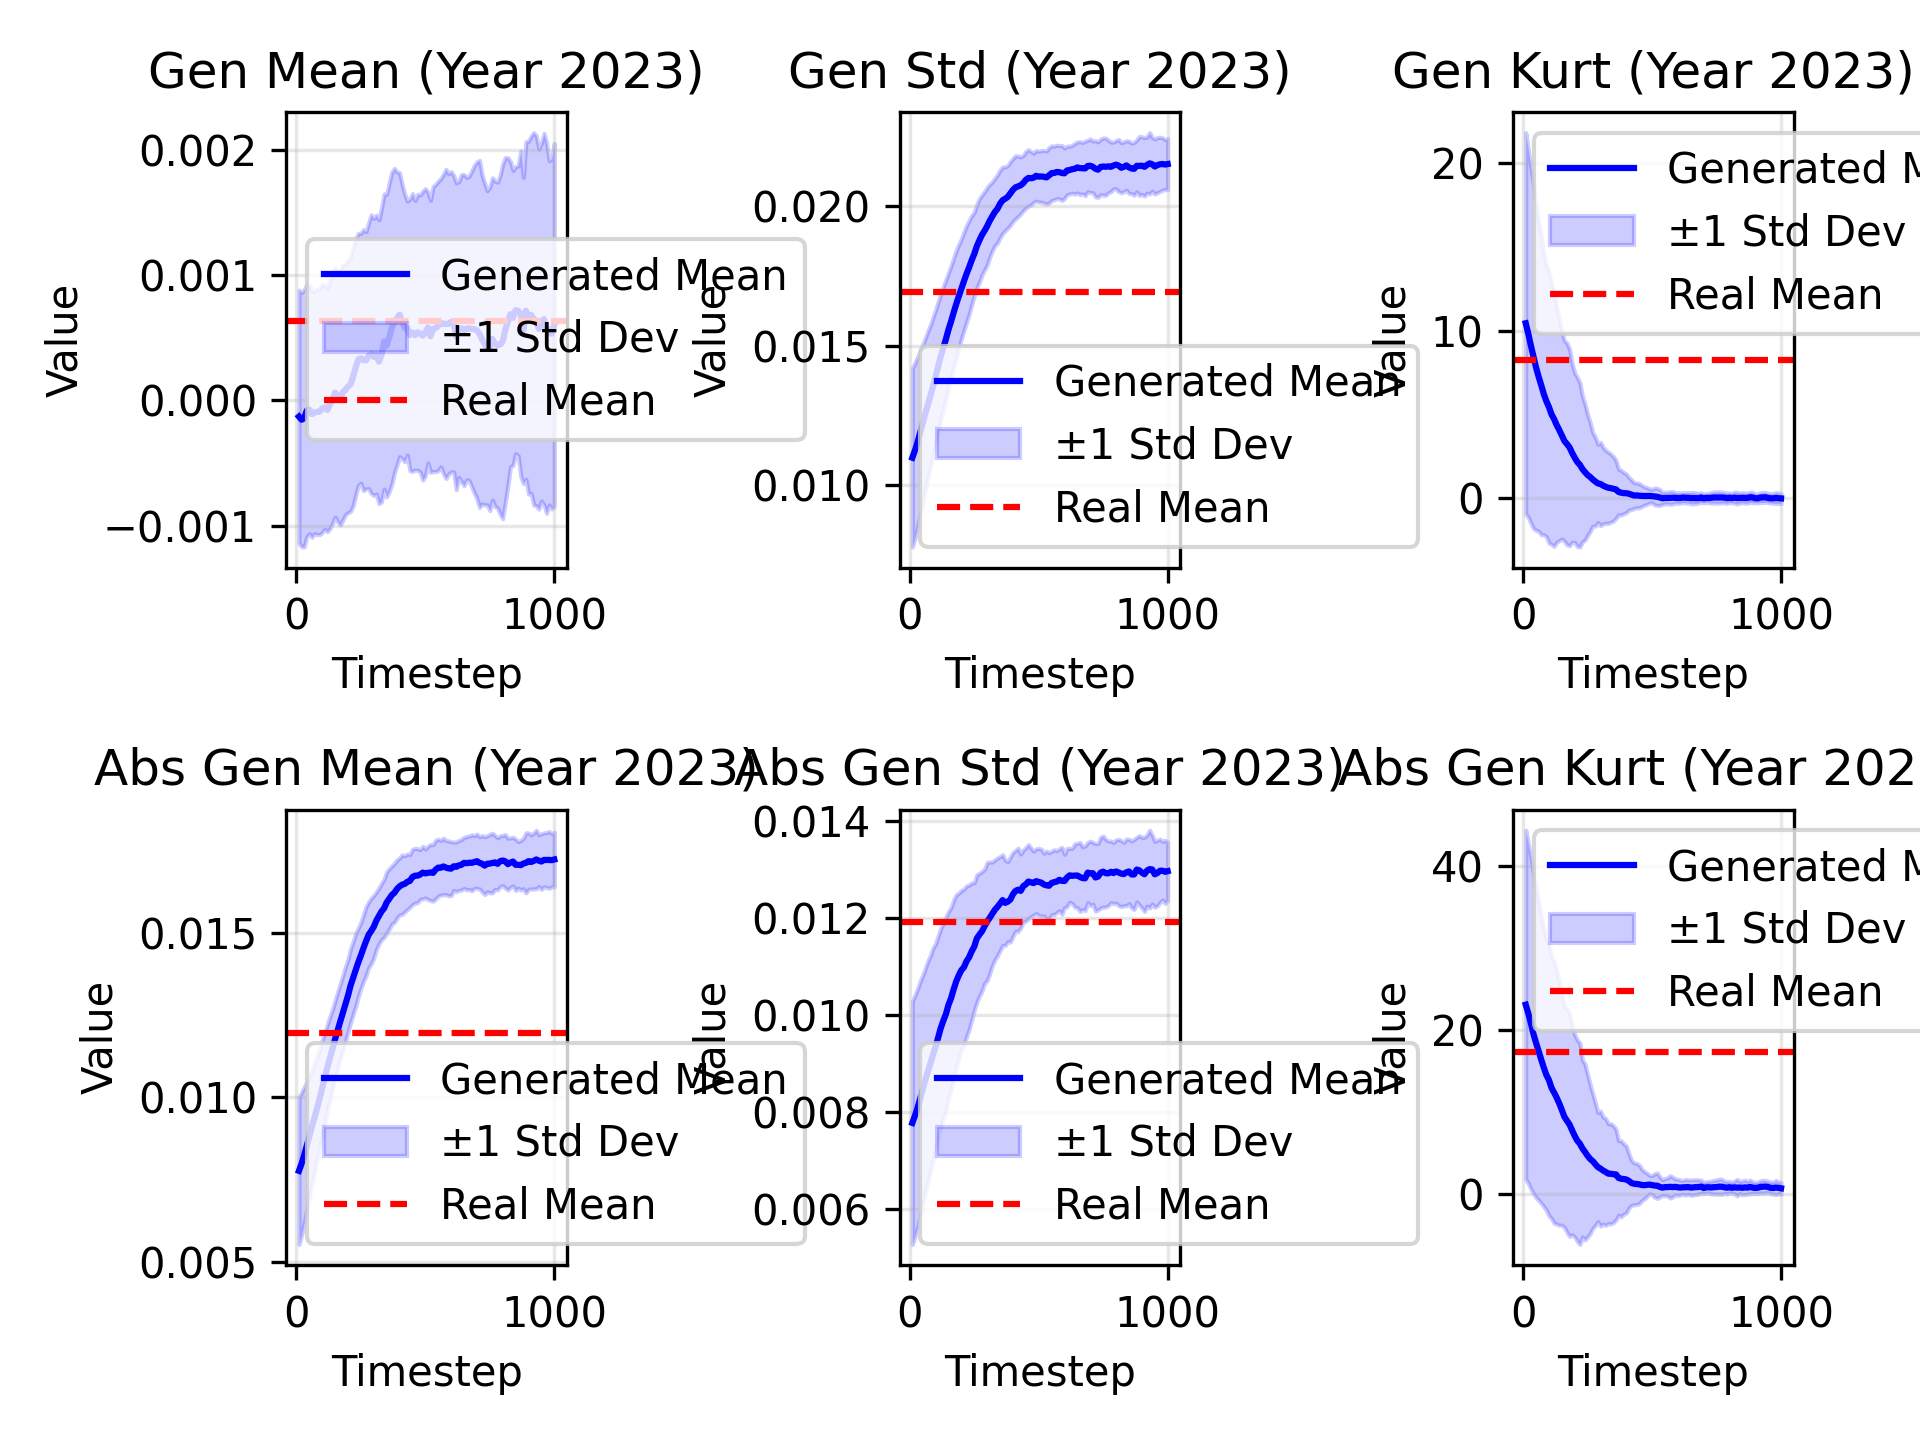 Gen Mean (Year 2023)
0.002
0.001
0.000
−0.001
Value
Generated Mean
±1 Std Dev
Real Mean
0
1000
Timestep
Gen Std (Year 2023)
0.020
0.015
0.010
Value
Generated Mean
±1 Std Dev
Real Mean
0
1000
Timestep
Gen Kurt (Year 2023)
20
10
0
Value
Generated M
±1 Std Dev
Real Mean
0
1000
Timestep
Abs Gen Mean (Year 2023)
0.015
0.010
0.005
Value
Generated Mean
±1 Std Dev
Real Mean
0
1000
Timestep
Abs Gen Std (Year 2023)
0.014
0.012
0.010
0.008
0.006
Value
Generated Mean
±1 Std Dev
Real Mean
0
1000
Timestep
Abs Gen Kurt (Year 202
40
20
0
Value
Generated M
±1 Std Dev
Real Mean
0
1000
Timestep